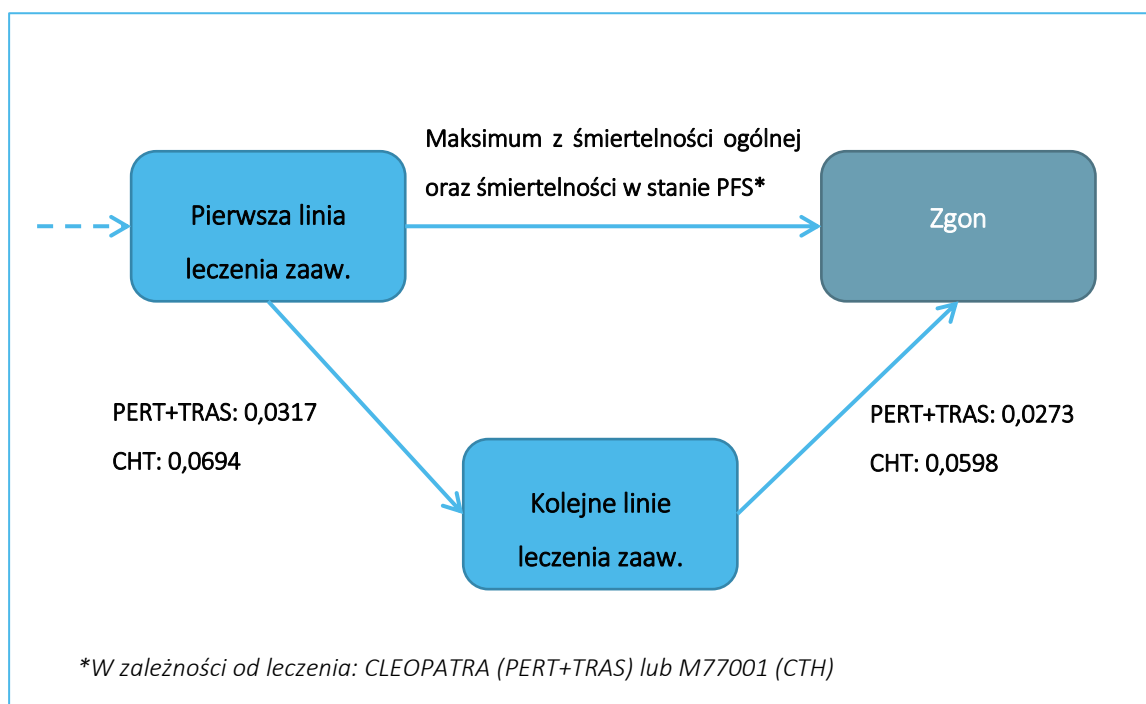 Maksimum z śmiertelności ogólnej
oraz śmiertelności w stanie PFS*
Pierwsza linia
leczenia zaaw.
Zgon
PERT+TRAS: 0,0317
CHT: 0,0694
PERT+TRAS: 0,0273
CHT: 0,0598
Kolejne linie
leczenia zaaw.
*W zależności od leczenia: CLEOPATRA (PERT+TRAS) lub M77001 (CTH)